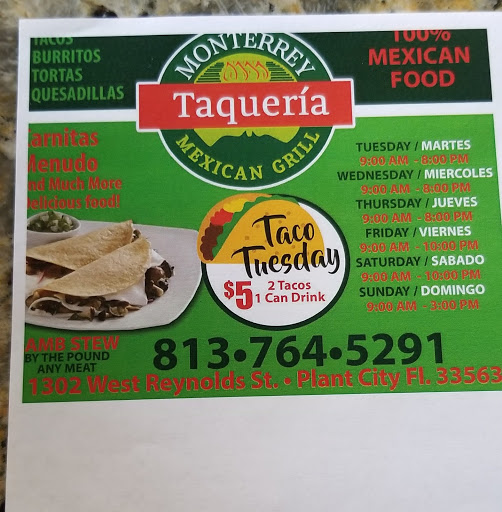 TACOS
BURRITOS
TORTAS
QUESADILLAS
MONTERREY
Taquería
MEXICAN GRILL
100%
MEXICAN
FOOD
arnitas
Menudo
nd Much More
elicious food!
TUESDAY / MARTES
9:00 AM - 8:00 PM
WEDNESDAY / MIERCOLES
9:00 AM - 8:00 PM
THURSDAY / JUEVES
9:00 AM - 8:00 PM
FRIDAY / VIERNES
9:00 AM - 10:00 PM
SATURDAY / SABADO
9:00 AM - 10:00 PM
SUNDAY / DOMINGO
9:00 AM - 3:00 PM
Taco
Tuesday
$5 2 Tacos
1 Can Drink
AMB STEW
BY THE POUND
ANY MEAT
813•764•5291
1302 West Reynolds St. • Plant City Fl. 33563